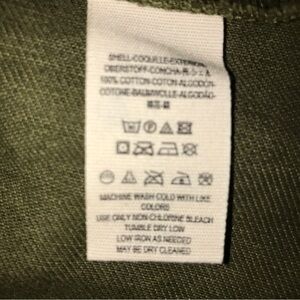 SHELL-COQUILLE-EXTERIOR
OBERSTOFF-CONCHA-
100% COTTON-COTON-ALGODON-
COTONE-BAUMWOLLE-ALGODÃO-
MACHINE WASH COLD WITH LIKE
COLORS
USE ONLY NON-CHLORINE BLEACH
TUMBLE DRY LOW
LOW IRON AS NEEDED
MAY BE DRY CLEANED